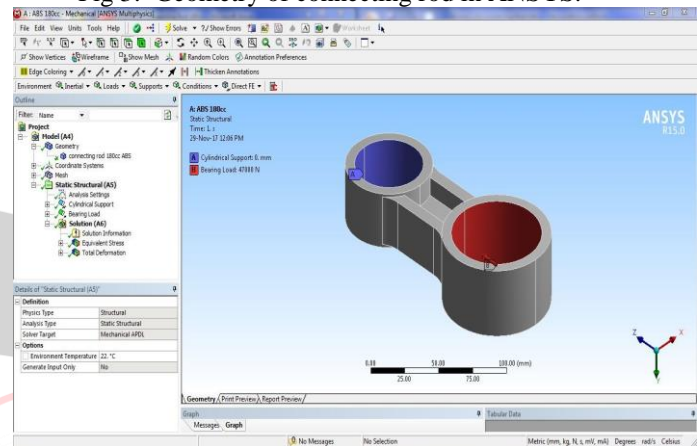 Fig 3:- Geometry of connecting rod in ANSYS.
A : ABS 180cc - Mechanical [ANSYS Multiphysics]
File Edit View Units Tools Help Solve ?/Show Errors Worksheet
Show Vertices Wireframe Show Mesh Random Colors Annotation Preferences
Edge Coloring Thicken Annotations
Environment Inertial Loads Supports Conditions Direct FE
Outline
Filter: Name
Project
Model (A4)
Geometry
connecting rod 180cc ABS
Coordinate Systems
Mesh
Static Structural (A5)
Analysis Settings
Cylindrical Support
Bearing Load
Solution (A6)
Solution Information
Equivalent Stress
Total Deformation
Details of "Static Structural (A5)"
Definition
Physics Type Structural
Analysis Type Static Structural
Solver Target Mechanical APDL
Options
Environment Temperature 22. °C
Generate Input Only No
A: ABS 180cc
Static Structural
Time: 1. s
29-Nov-17 12:06 PM
A Cylindrical Support: 0. mm
B Bearing Load: 47000 N
ANSYS
R15.0
A
B
Z X
Y
0.00 50.00 100.00 (mm)
25.00 75.00
Geometry Print Preview Report Preview
Graph Tabular Data
Messages Graph
No Messages No Selection Metric (mm, kg, N, s, mV, mA) Degrees rad/s Celsius